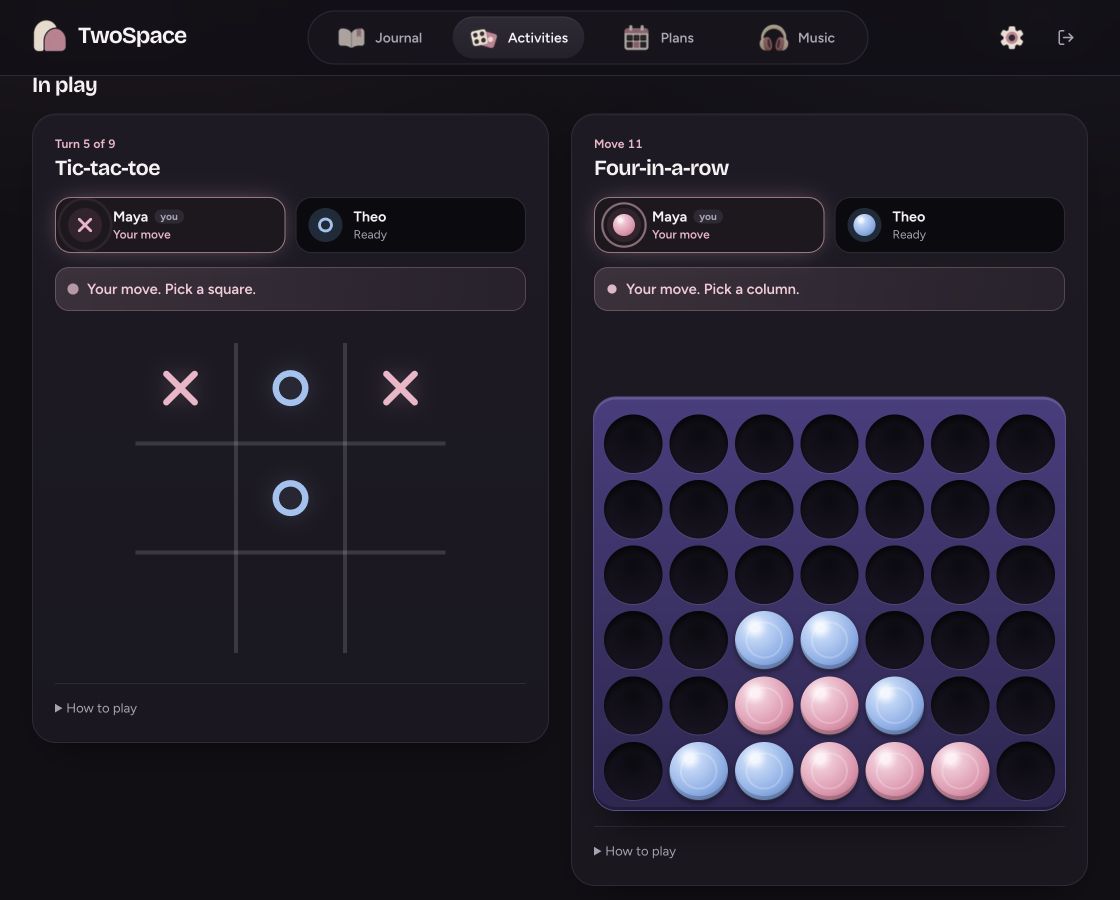 TwoSpace
Journal
Activities
Plans
Music
In play
Turn 5 of 9
Tic-tac-toe
Maya you
Your move
Theo
Ready
Your move. Pick a square.
How to play
Move 11
Four-in-a-row
Maya you
Your move
Theo
Ready
Your move. Pick a column.
How to play